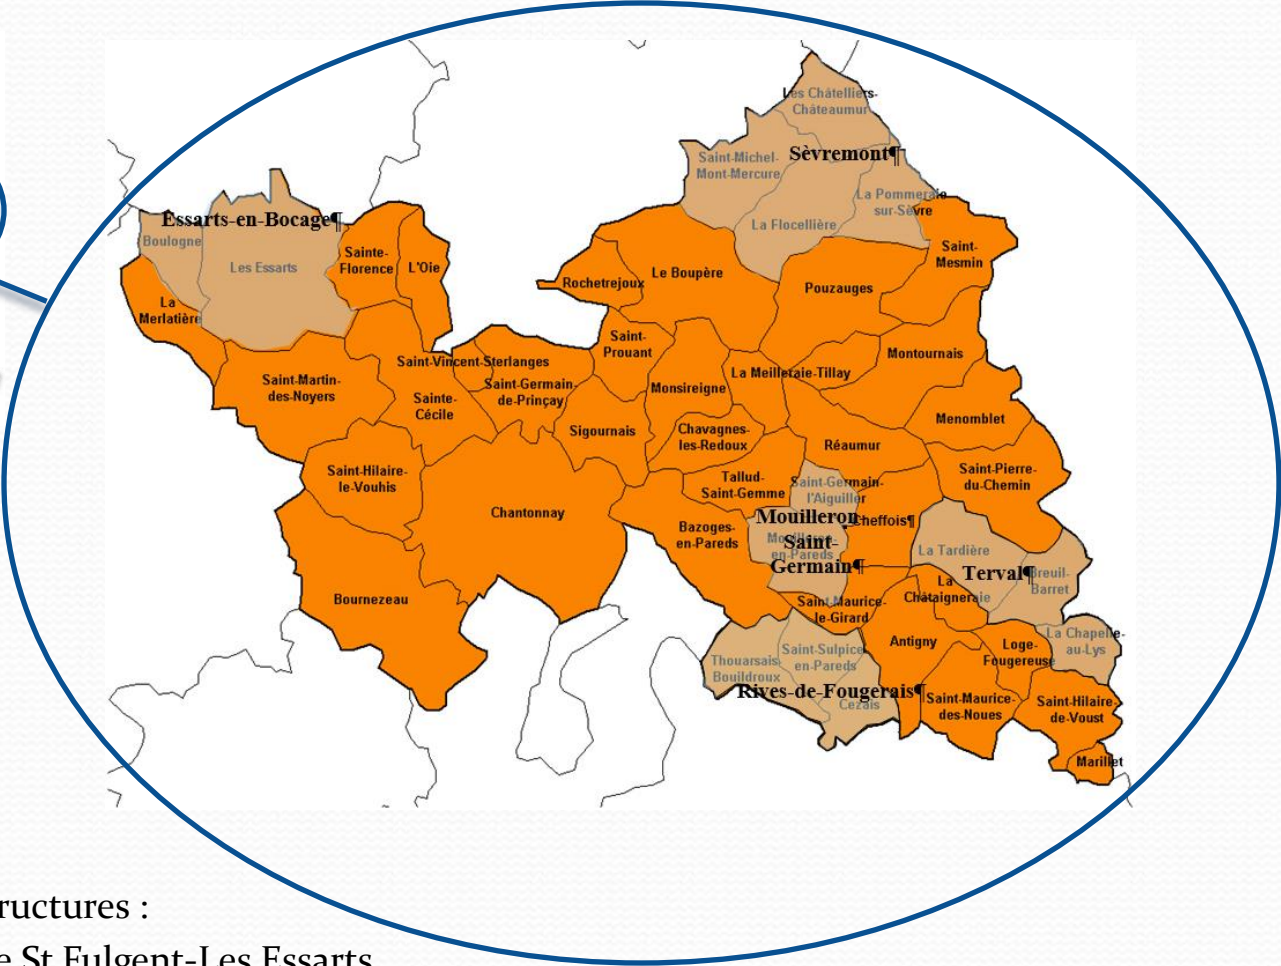 Les Châtelliers-
Châteaumur
Saint-Michel-
Mont-Mercure
Sèvremont¶
La Pommeraie-
sur-Sèvre
La Flocellière
Essarts-en-Bocage¶
Boulogne
Les Essarts
Sainte-
Florence
L'Oie
La
Merlatière
Rochetrejoux
Le Boupère
Pouzauges
Saint-
Mesmin
Saint-
Prouant
Montournais
Saint-Vincent-Sterlanges
Saint-Germain-
de-Prinçay
La Meilleraie-Tillay
Saint-Martin-
des-Noyers
Sainte-
Cécile
Monsireigne
Menomblet
Sigournais
Chavagnes-
les-Redoux
Réaumur
Saint-Hilaire-
le-Vouhis
Tallud-
Saint-Gemme
Saint-Germain-
l'Aiguiller
Saint-Pierre-
du-Chemin
Chantonnay
Bazoges-
en-Pareds
Mouilleron
Saint-
Germain¶
en-Pareds
Cheffois¶
La Tardière
Terval¶
Breuil-
Barret
Bournezeau
Saint-Maurice-
le-Girard
La
Châtaigneraie
Antigny
Loge-
Fougereuse
La Chapelle-
au-Lys
Thouarsais-
Bouildroux
Saint-Sulpice-
en-Pareds
Rives-de-Fougerais¶
Cezais
Saint-Maurice-
des-Noues
Saint-Hilaire-
de-Voust
Marillet
ructures :
e St Fulgent-Les Essarts